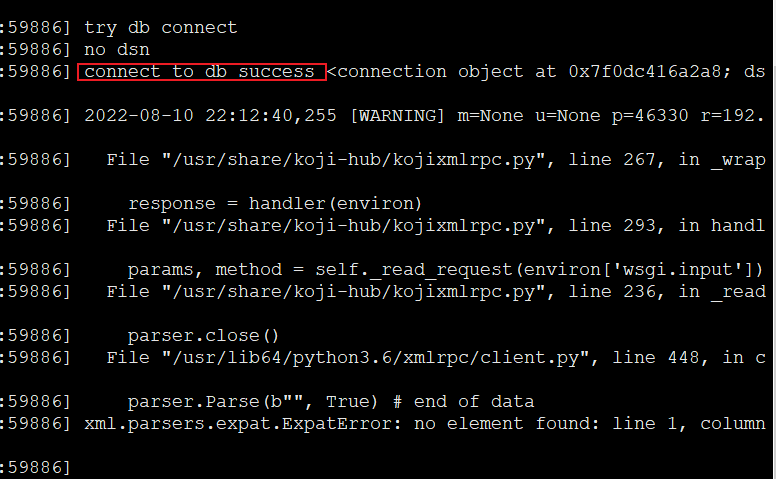 :59886] try db connect
:59886] no dsn
:59886] connect to db success <connection object at 0x7f0dc416a2a8; ds
:59886] 2022-08-10 22:12:40,255 [WARNING] m=None u=None p=46330 r=192.
:59886]   File "/usr/share/koji-hub/kojixmlrpc.py", line 267, in _wrap
:59886]     response = handler(environ)
:59886]   File "/usr/share/koji-hub/kojixmlrpc.py", line 293, in handl
:59886]     params, method = self._read_request(environ['wsgi.input'])
:59886]   File "/usr/share/koji-hub/kojixmlrpc.py", line 236, in _read
:59886]     parser.close()
:59886]   File "/usr/lib64/python3.6/xmlrpc/client.py", line 448, in c
:59886]     parser.Parse(b"", True) # end of data
:59886] xml.parsers.expat.ExpatError: no element found: line 1, column
:59886]